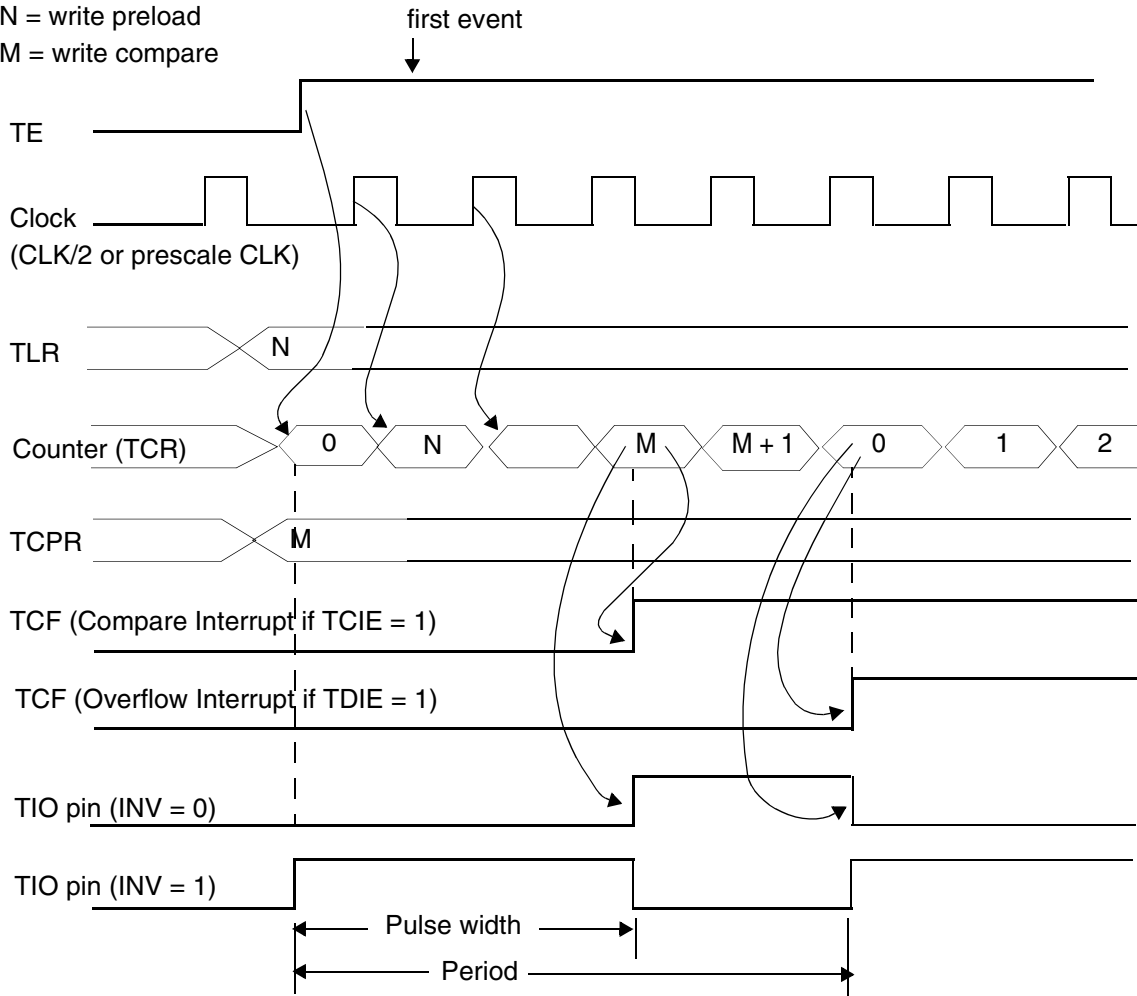 N = write preload
first event
M = write compare
TE
Clock
(CLK/2 or prescale CLK)
TLR
N
Counter (TCR)
0
N
M
M + 1
0
1
2
TCPR
M
TCF (Compare Interrupt if TCIE = 1)
TCF (Overflow Interrupt if TDIE = 1)
TIO pin (INV = 0)
TIO pin (INV = 1)
Pulse width
Period